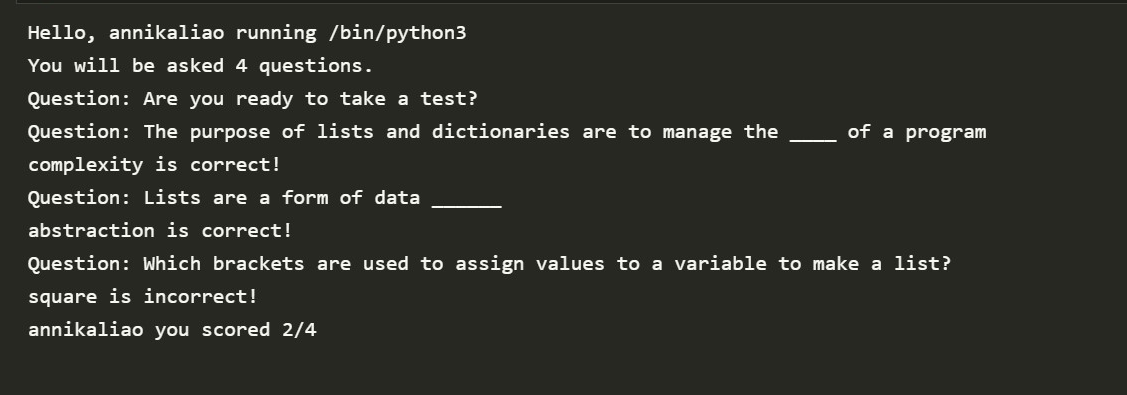 Hello, annikaliao running /bin/python3
You will be asked 4 questions.
Question: Are you ready to take a test?
Question: The purpose of lists and dictionaries are to manage the ____ of a program
complexity is correct!
Question: Lists are a form of data ______
abstraction is correct!
Question: Which brackets are used to assign values to a variable to make a list?
square is incorrect!
annikaliao you scored 2/4